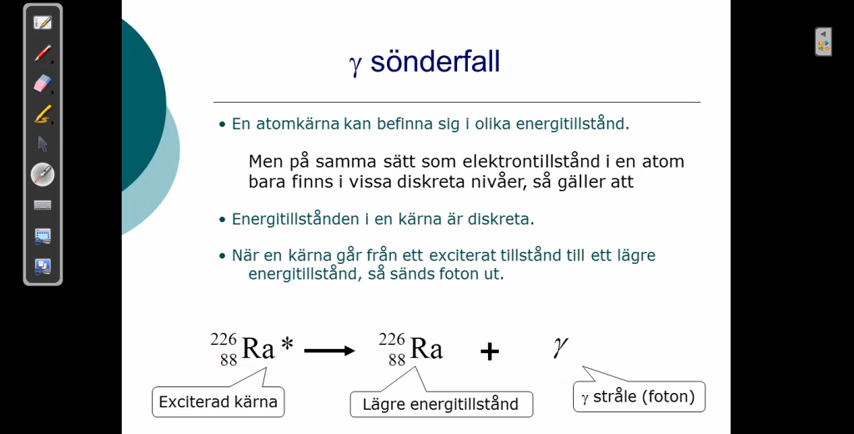 γ sönderfall
• En atomkärna kan befinna sig i olika energitillstånd.
Men på samma sätt som elektrontillstånd i en atom
bara finns i vissa diskreta nivåer, så gäller att
• Energitillstånden i en kärna är diskreta.
• När en kärna går från ett exciterat tillstånd till ett lägre
energitillstånd, så sänds foton ut.
²²⁶₈₈Ra* → ²²⁶₈₈Ra + γ
Exciterad kärna
Lägre energitillstånd
γ stråle (foton)